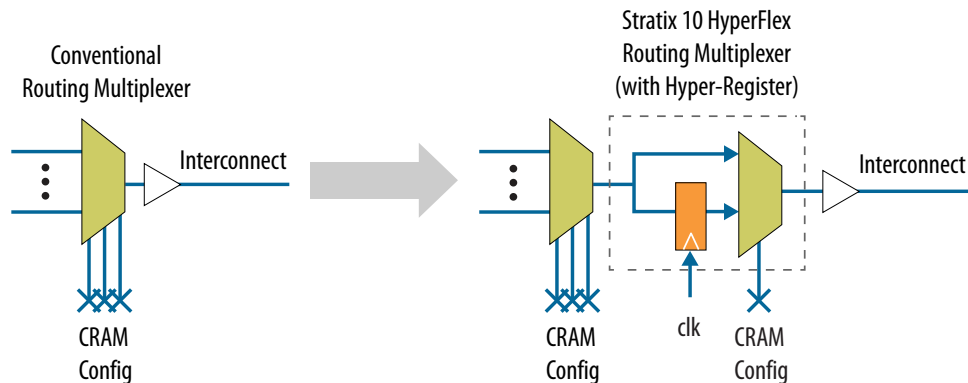 Conventional
Routing Multiplexer
Interconnect
CRAM
Config
Stratix 10 HyperFlex
Routing Multiplexer
(with Hyper-Register)
Interconnect
CRAM
Config
clk
CRAM
Config